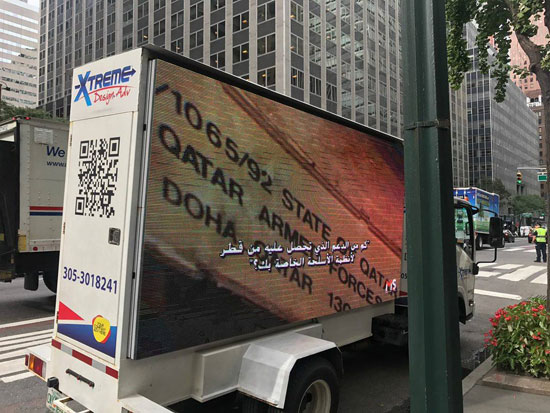 XTREME
Design Adv
We
305-3018241
/1065/92 STATE OF QATAR
QATAR ARMED FORCES
DOHA QATAR
"كم من الدعم الذي تحصل عليه من قطر
لأنظمة الأسلحة الخاصة بك؟"